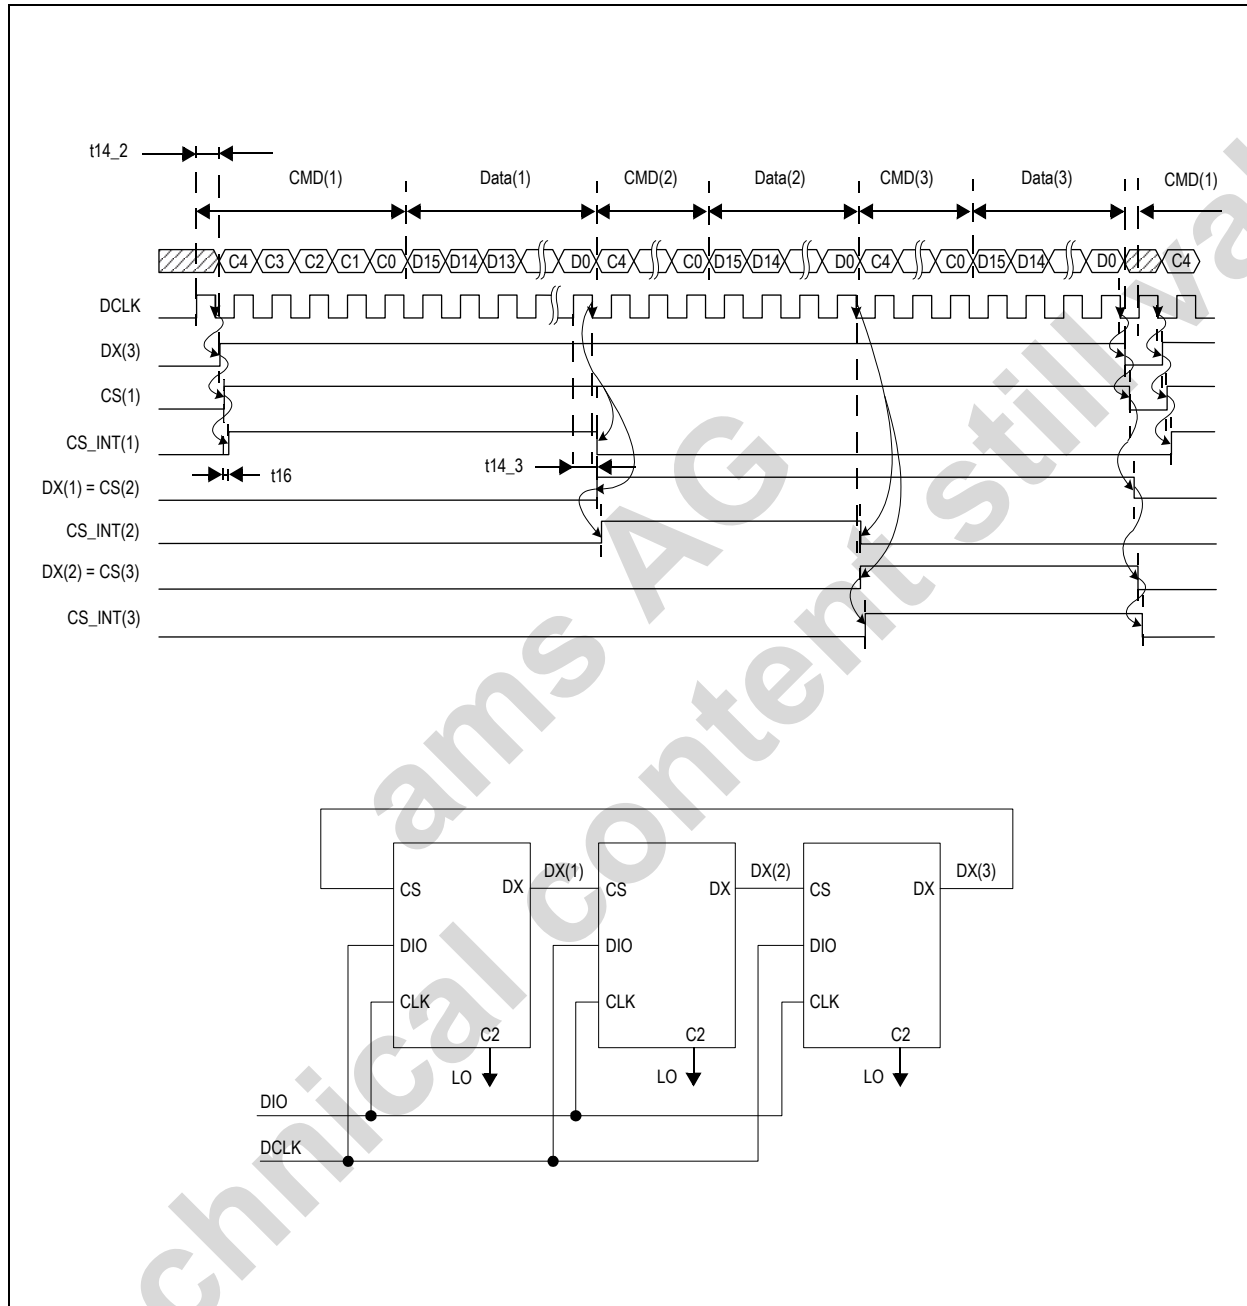 t14_2
CMD(1) Data(1) CMD(2) Data(2) CMD(3) Data(3) CMD(1)
C4 C3 C2 C1 C0 D15 D14 D13 D0 C4 C0 D15 D14 D0 C4 C0 D15 D14 D0 C4
DCLK
DX(3)
CS(1)
CS_INT(1)
t14_3
t16
DX(1) = CS(2)
CS_INT(2)
DX(2) = CS(3)
CS_INT(3)
DX(1) DX(2) DX(3)
CS DX CS DX CS DX
DIO DIO DIO
CLK CLK CLK
C2 C2 C2
LO LO LO
DIO
DCLK
ams AG
chnical content still val